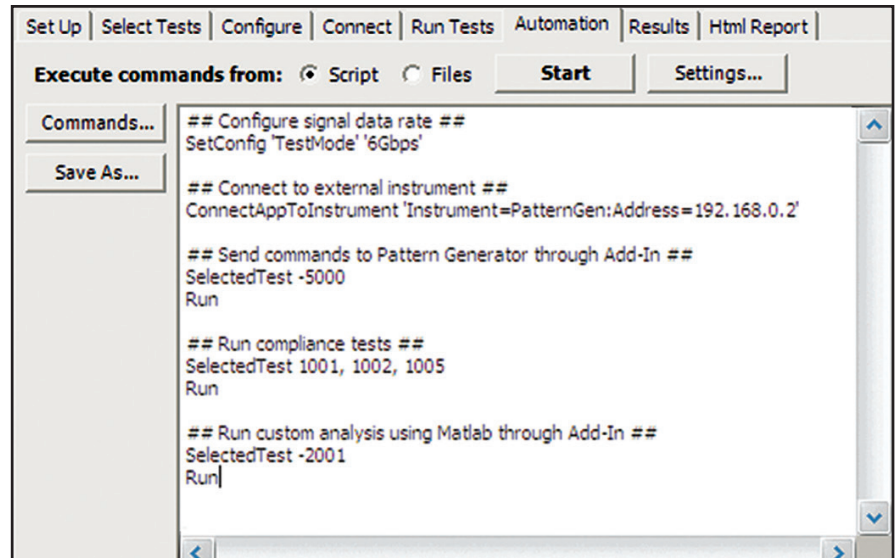 Set Up Select Tests Configure Connect Run Tests Automation Results Html Report
Execute commands from: Script Files Start Settings...
Commands...
Save As...
## Configure signal data rate ##
SetConfig 'TestMode' '6Gbps'
## Connect to external instrument ##
ConnectAppToInstrument 'Instrument=PatternGen:Address=192.168.0.2'
## Send commands to Pattern Generator through Add-In ##
SelectedTest -5000
Run
## Run compliance tests ##
SelectedTest 1001, 1002, 1005
Run
## Run custom analysis using Matlab through Add-In ##
SelectedTest -2001
Run